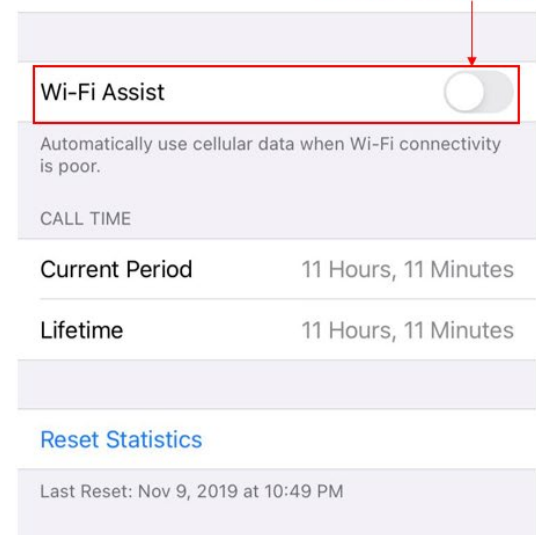 Wi-Fi Assist
Automatically use cellular data when Wi-Fi connectivity
is poor.
CALL TIME
Current Period 11 Hours, 11 Minutes
Lifetime 11 Hours, 11 Minutes
Reset Statistics
Last Reset: Nov 9, 2019 at 10:49 PM